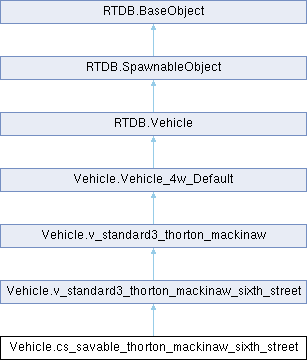 RTDB.BaseObject
RTDB.SpawnableObject
RTDB.Vehicle
Vehicle.Vehicle_4w_Default
Vehicle.v_standard3_thorton_mackinaw
Vehicle.v_standard3_thorton_mackinaw_sixth_street
Vehicle.cs_savable_thorton_mackinaw_sixth_street